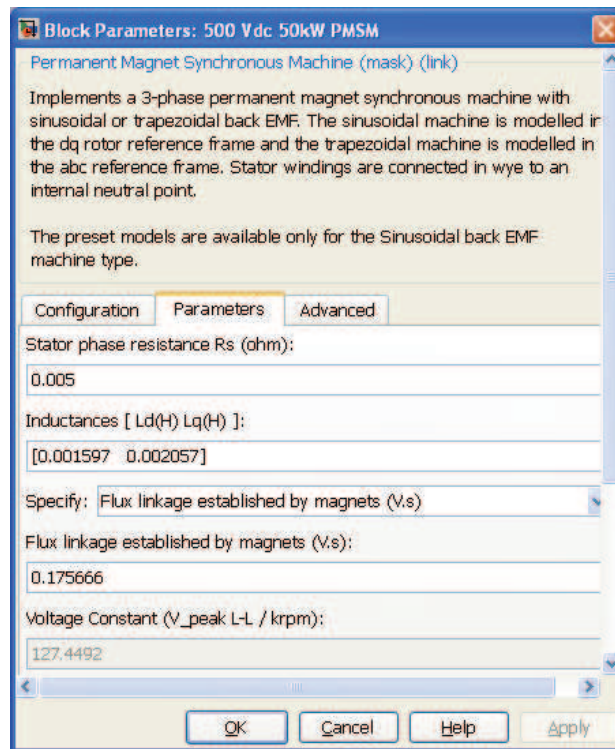 Block Parameters: 500 Vdc 50kW PMSM
Permanent Magnet Synchronous Machine (mask) (link)
Implements a 3-phase permanent magnet synchronous machine with
sinusoidal or trapezoidal back EMF. The sinusoidal machine is modelled in
the dq rotor reference frame and the trapezoidal machine is modelled in
the abc reference frame. Stator windings are connected in wye to an
internal neutral point.
The preset models are available only for the Sinusoidal back EMF
machine type.
Configuration Parameters Advanced
Stator phase resistance Rs (ohm):
0.005
Inductances [ Ld(H) Lq(H) ]:
[0.001597 0.002057]
Specify: Flux linkage established by magnets (V.s)
Flux linkage established by magnets (V.s):
0.175666
Voltage Constant (V_peak L-L / krpm):
127.4492
OK Cancel Help Apply